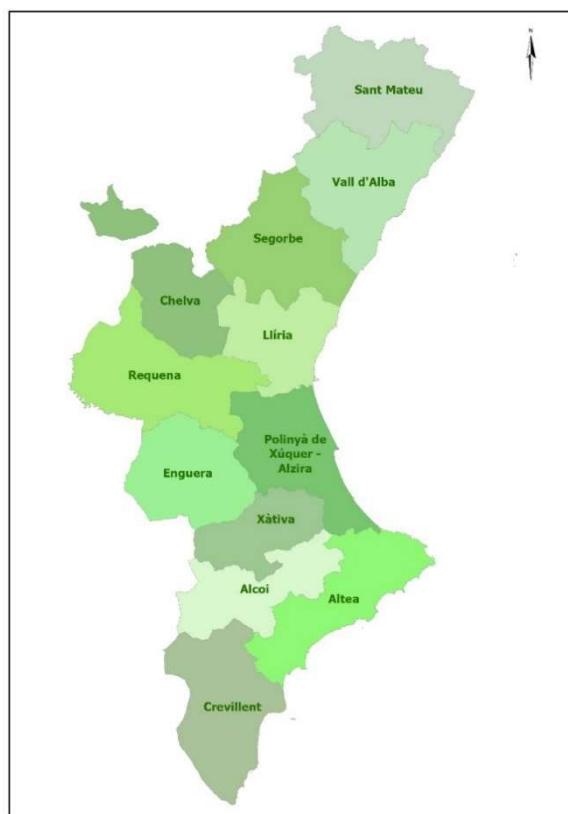 Sant Mateu
Vall d'Alba
Segorbe
Chelva
Llíria
Requena
Polinyà de
Xúquer -
Alzira
Enguera
Xàtiva
Alcoi
Altea
Crevillent